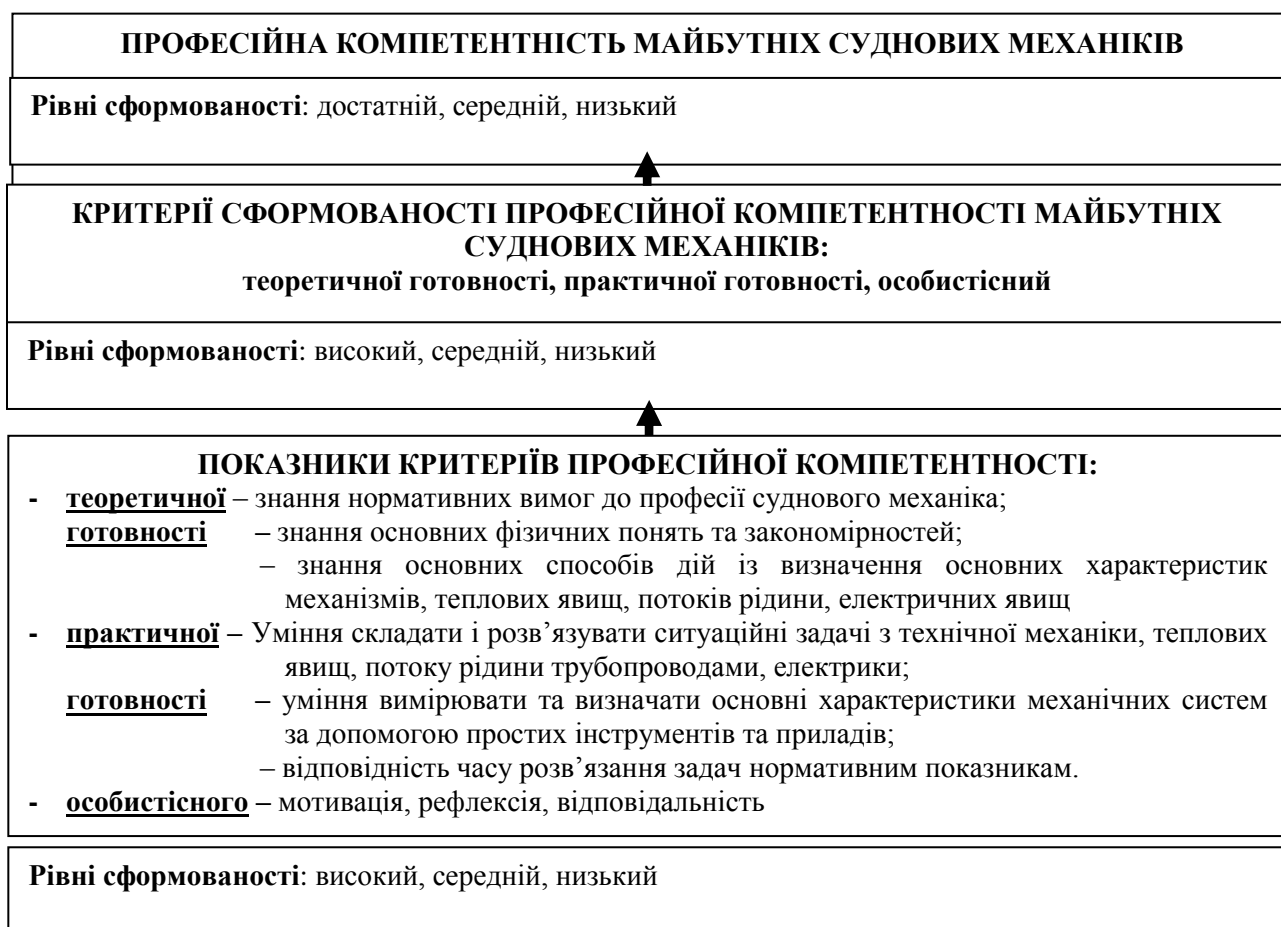 ПРОФЕСІЙНА КОМПЕТЕНТНІСТЬ МАЙБУТНІХ СУДНОВИХ МЕХАНІКІВ
Рівні сформованості: достатній, середній, низький
КРИТЕРІЇ СФОРМОВАНОСТІ ПРОФЕСІЙНОЇ КОМПЕТЕНТНОСТІ МАЙБУТНІХ
СУДНОВИХ МЕХАНІКІВ:
теоретичної готовності, практичної готовності, особистісний
Рівні сформованості: високий, середній, низький
ПОКАЗНИКИ КРИТЕРІЇВ ПРОФЕСІЙНОЇ КОМПЕТЕНТНОСТІ:
- теоретичної – знання нормативних вимог до професії суднового механіка;
готовності – знання основних фізичних понять та закономірностей;
– знання основних способів дій із визначення основних характеристик
механізмів, теплових явищ, потоків рідини, електричних явищ
- практичної – Уміння складати і розв’язувати ситуаційні задачі з технічної механіки, теплових
явищ, потоку рідини трубопроводами, електрики;
готовності – уміння вимірювати та визначати основні характеристики механічних систем
за допомогою простих інструментів та приладів;
– відповідність часу розв’язання задач нормативним показникам.
- особистісного – мотивація, рефлексія, відповідальність
Рівні сформованості: високий, середній, низький